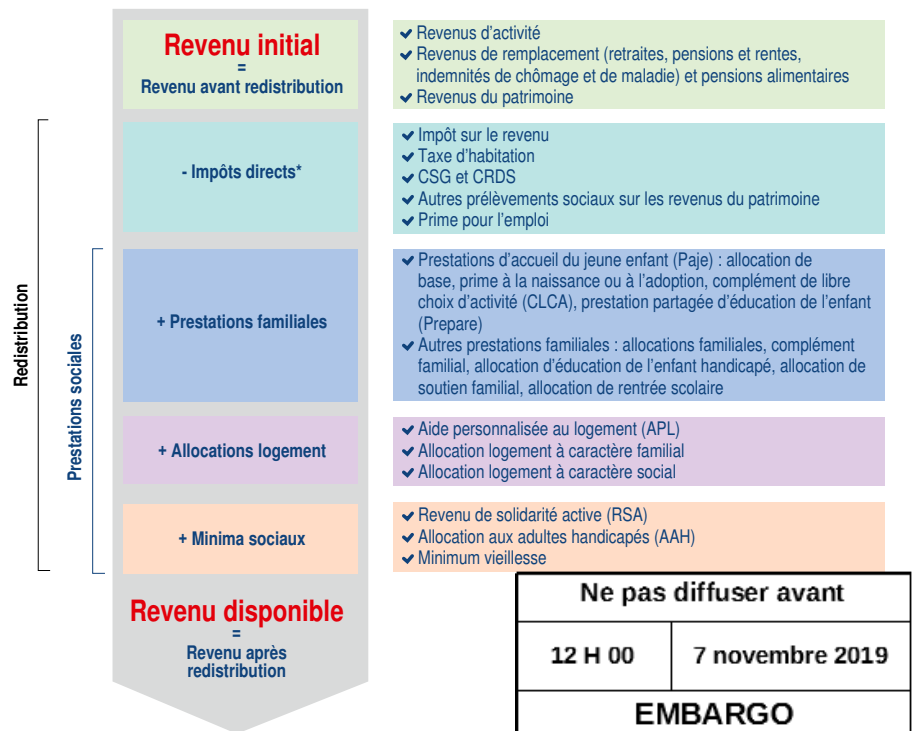 Revenu initial
=
Revenu avant redistribution
✔ Revenus d'activité
✔ Revenus de remplacement (retraites, pensions et rentes,
indemnités de chômage et de maladie) et pensions alimentaires
✔ Revenus du patrimoine
Redistribution
- Impôts directs*
✔ Impôt sur le revenu
✔ Taxe d'habitation
✔ CSG et CRDS
✔ Autres prélèvements sociaux sur les revenus du patrimoine
✔ Prime pour l'emploi
Prestations sociales
+ Prestations familiales
✔ Prestations d'accueil du jeune enfant (Paje) : allocation de
base, prime à la naissance ou à l'adoption, complément de libre
choix d'activité (CLCA), prestation partagée d'éducation de l'enfant
(Prepare)
✔ Autres prestations familiales : allocations familiales, complément
familial, allocation d'éducation de l'enfant handicapé, allocation de
soutien familial, allocation de rentrée scolaire
+ Allocations logement
✔ Aide personnalisée au logement (APL)
✔ Allocation logement à caractère familial
✔ Allocation logement à caractère social
+ Minima sociaux
✔ Revenu de solidarité active (RSA)
✔ Allocation aux adultes handicapés (AAH)
✔ Minimum vieillesse
Revenu disponible
=
Revenu après
redistribution
Ne pas diffuser avant
12 H 00
7 novembre 2019
EMBARGO